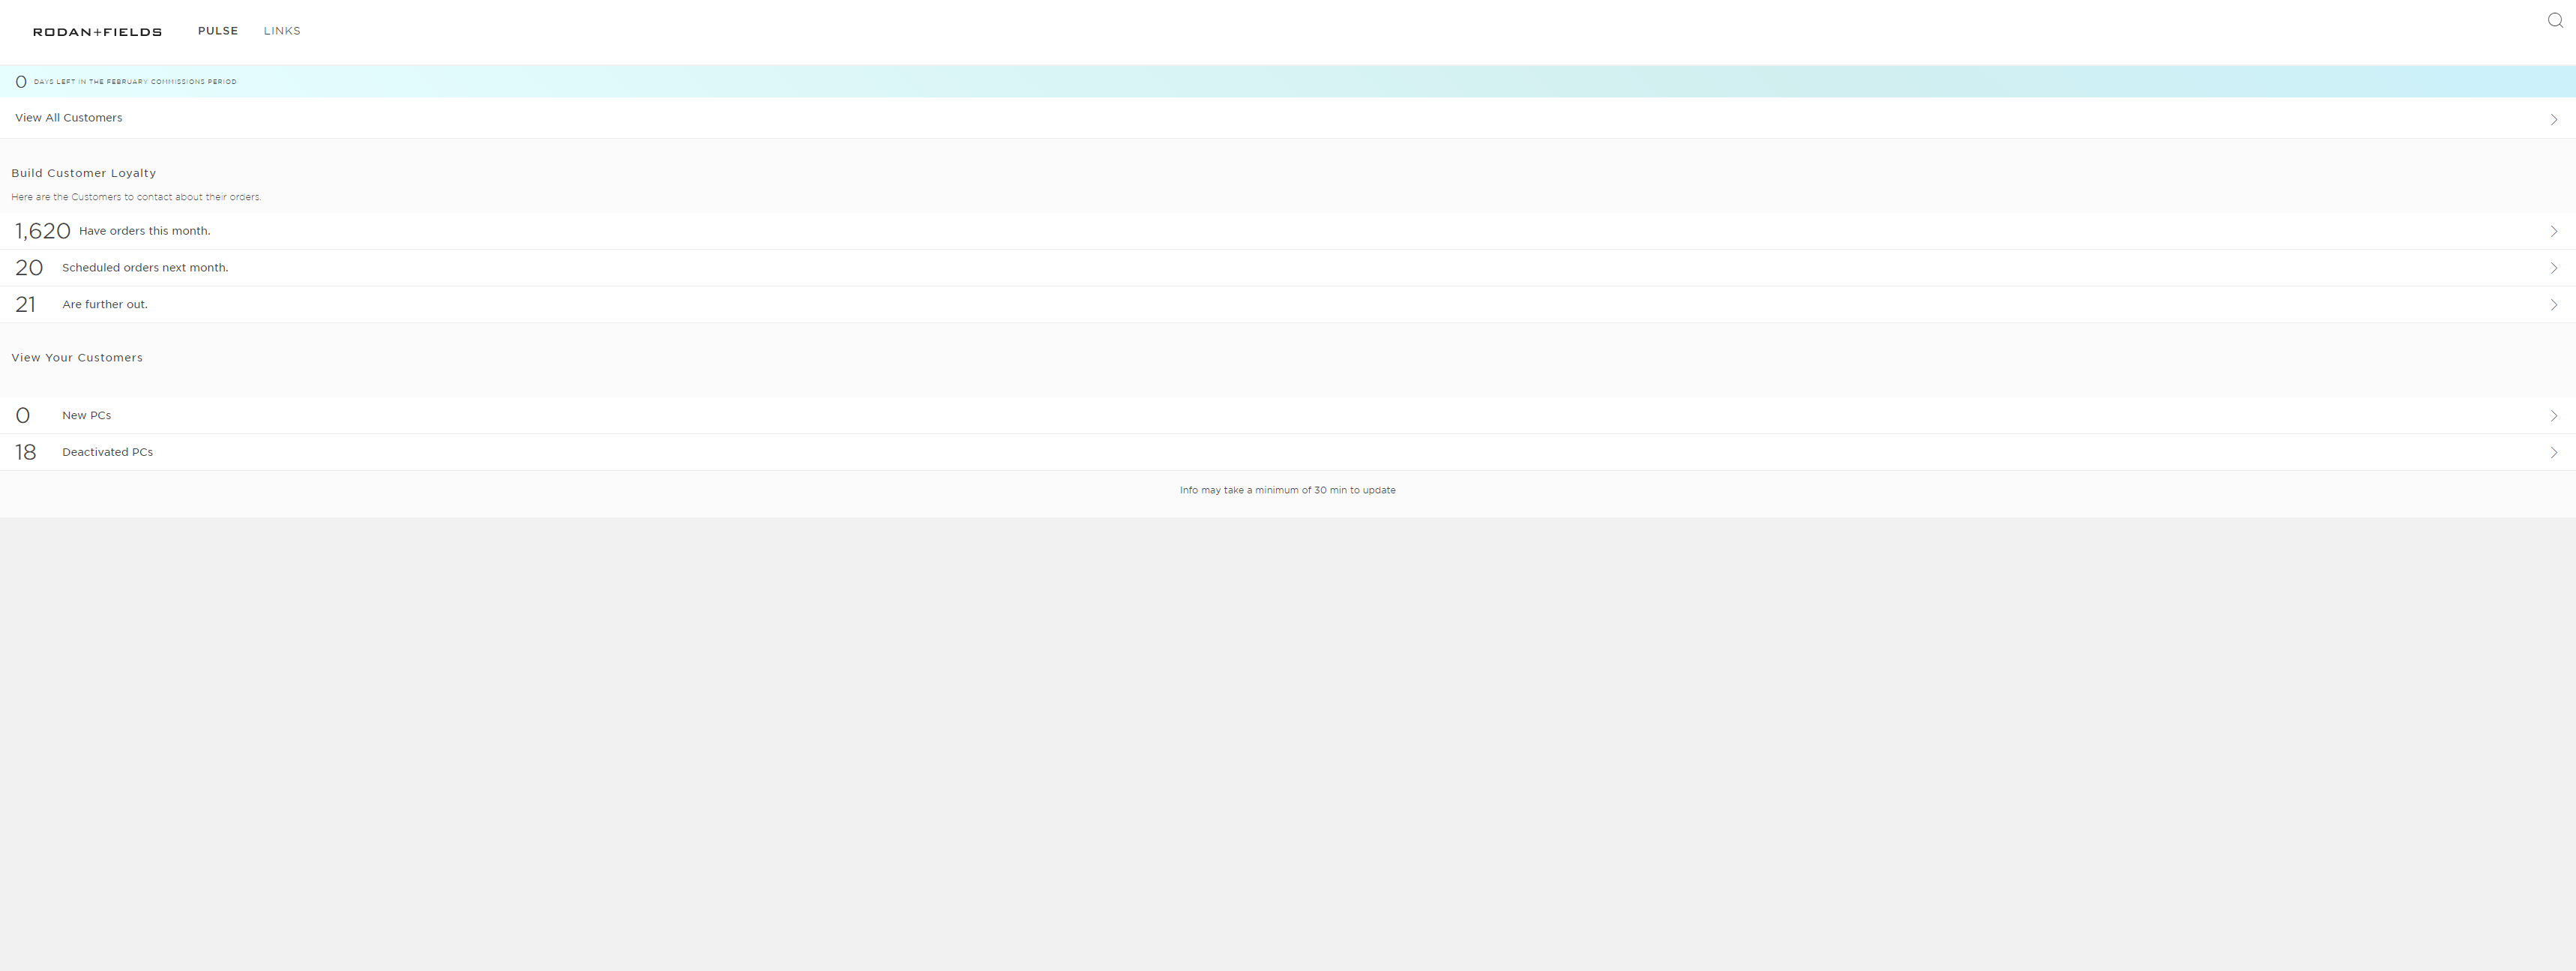 RODAN+FIELDS PULSE LINKS
0 DAYS LEFT IN THE FEBRUARY COMMISSIONS PERIOD
View All Customers
Build Customer Loyalty
Here are the Customers to contact about their orders.
1,620 Have orders this month.
20 Scheduled orders next month.
21 Are further out.
View Your Customers
0 New PCs
18 Deactivated PCs
Info may take a minimum of 30 min to update